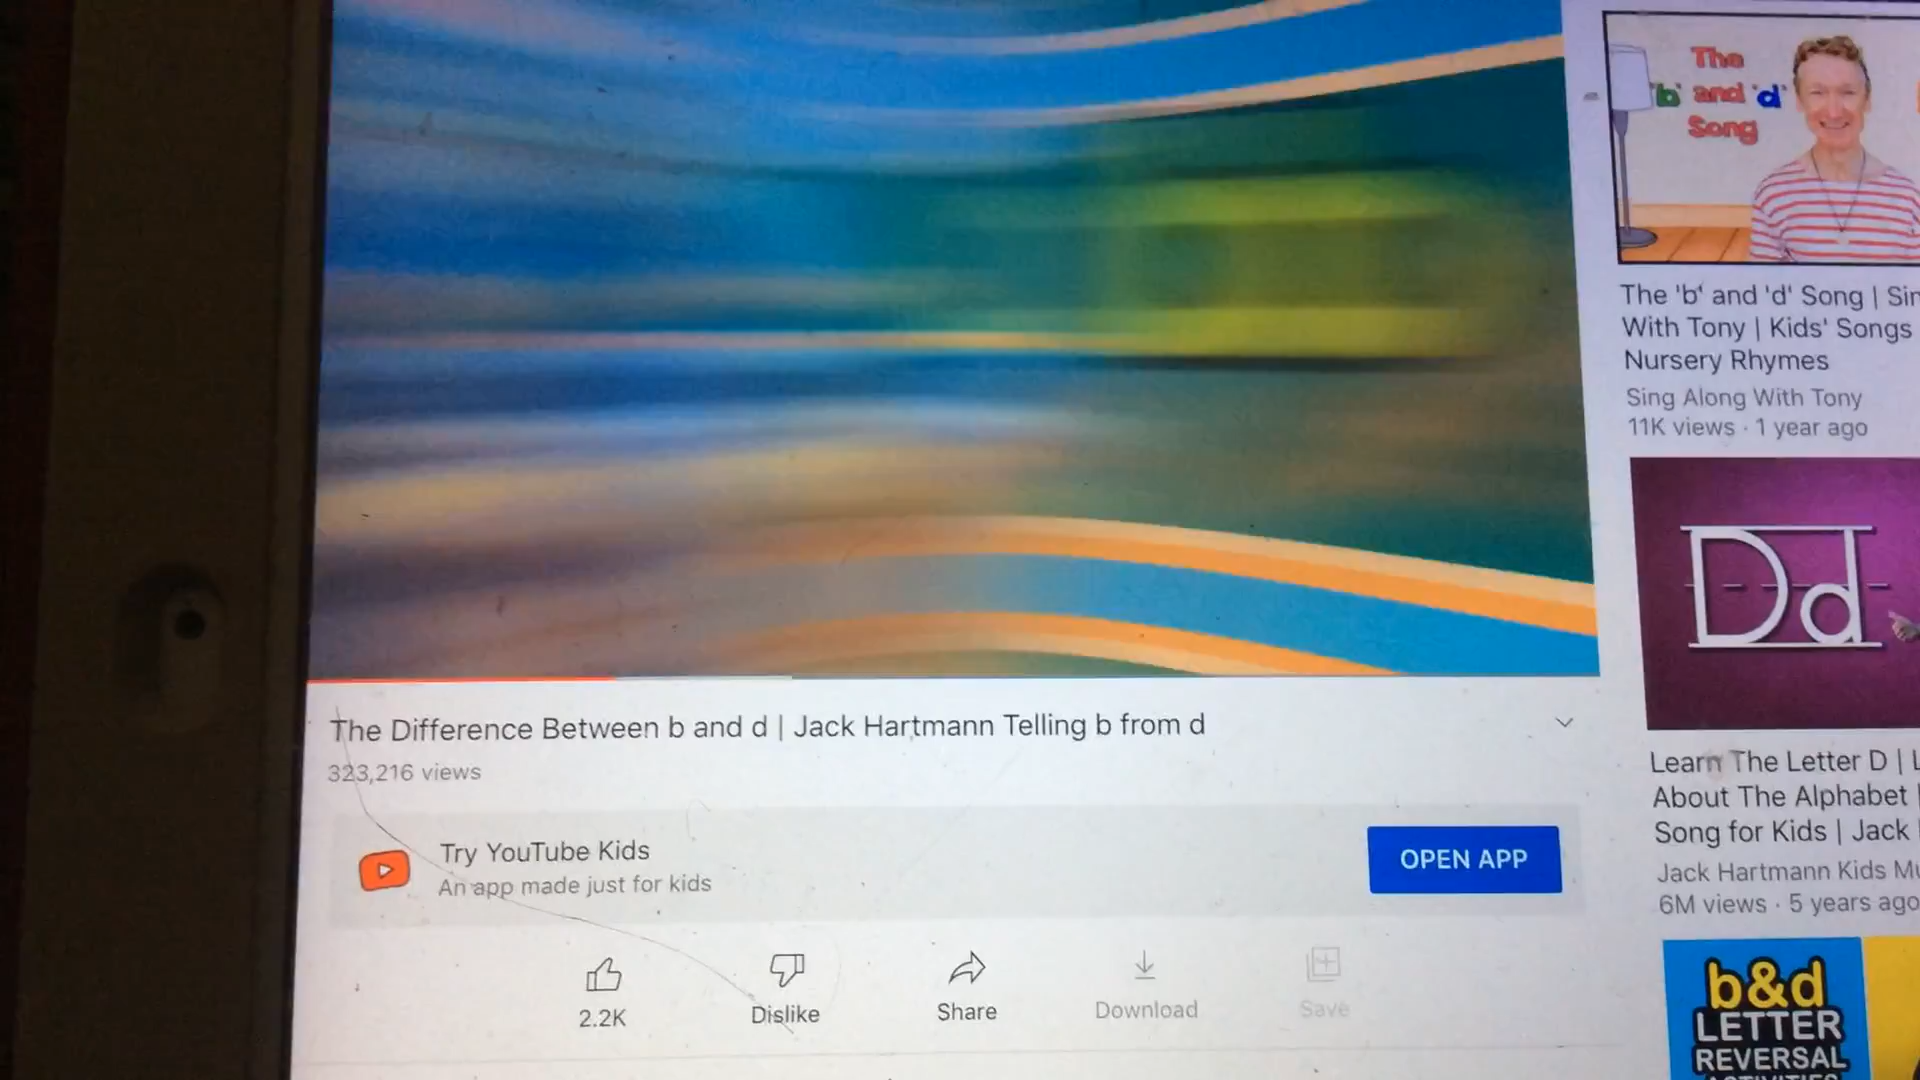 The Difference Between b and d | Jack Hartmann Telling b from d
323,216 views
Try YouTube Kids
An app made just for kids
OPEN APP
2.2K
Dislike
Share
Download
Save
The
'b' and 'd'
Song
The 'b' and 'd' Song |
With Tony | Kids' Songs
Nursery Rhymes
Sing Along With Tony
11K views · 1 year ago
Dd
Learn The Letter D |
About The Alphabet |
Song for Kids | Jack
Jack Hartmann Kids
6M views · 5 years ago
b&d
LETTER
REVERSAL